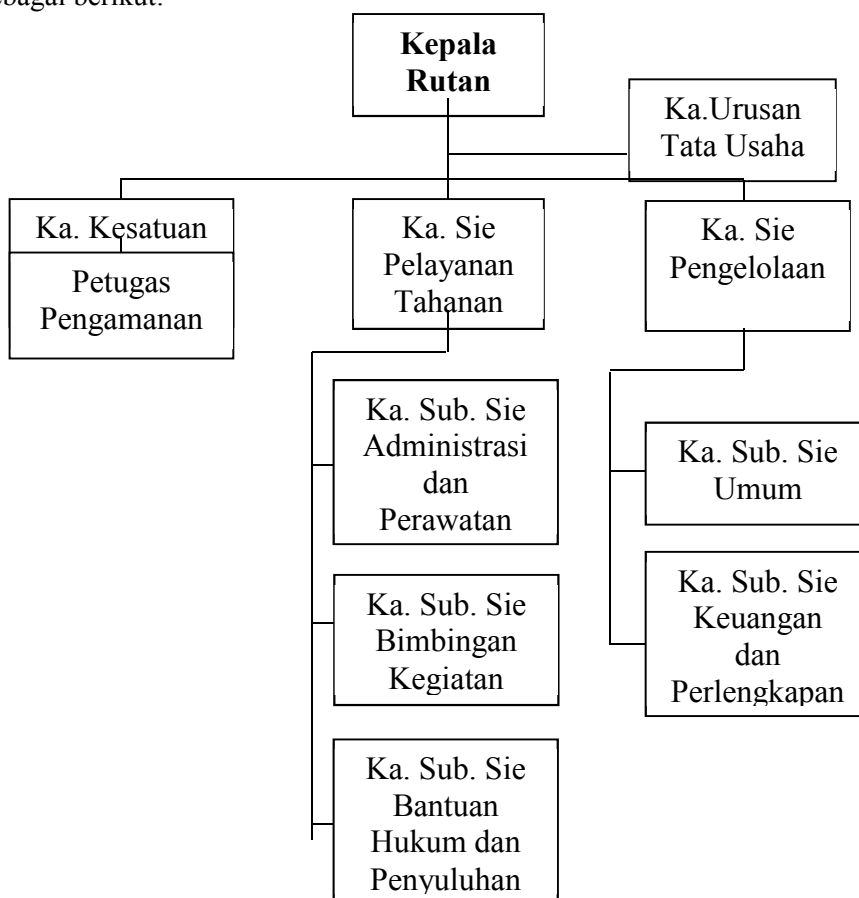 sebagai berikut:
Kepala
Rutan
Ka.Urusan
Tata Usaha
Ka. Kesatuan
Petugas
Pengamanan
Ka. Sie
Pelayanan
Tahanan
Ka. Sie
Pengelolaan
Ka. Sub. Sie
Administrasi
dan
Perawatan
Ka. Sub. Sie
Bimbingan
Kegiatan
Ka. Sub. Sie
Bantuan
Hukum dan
Penyuluhan
Ka. Sub. Sie
Umum
Ka. Sub. Sie
Keuangan
dan
Perlengkapan